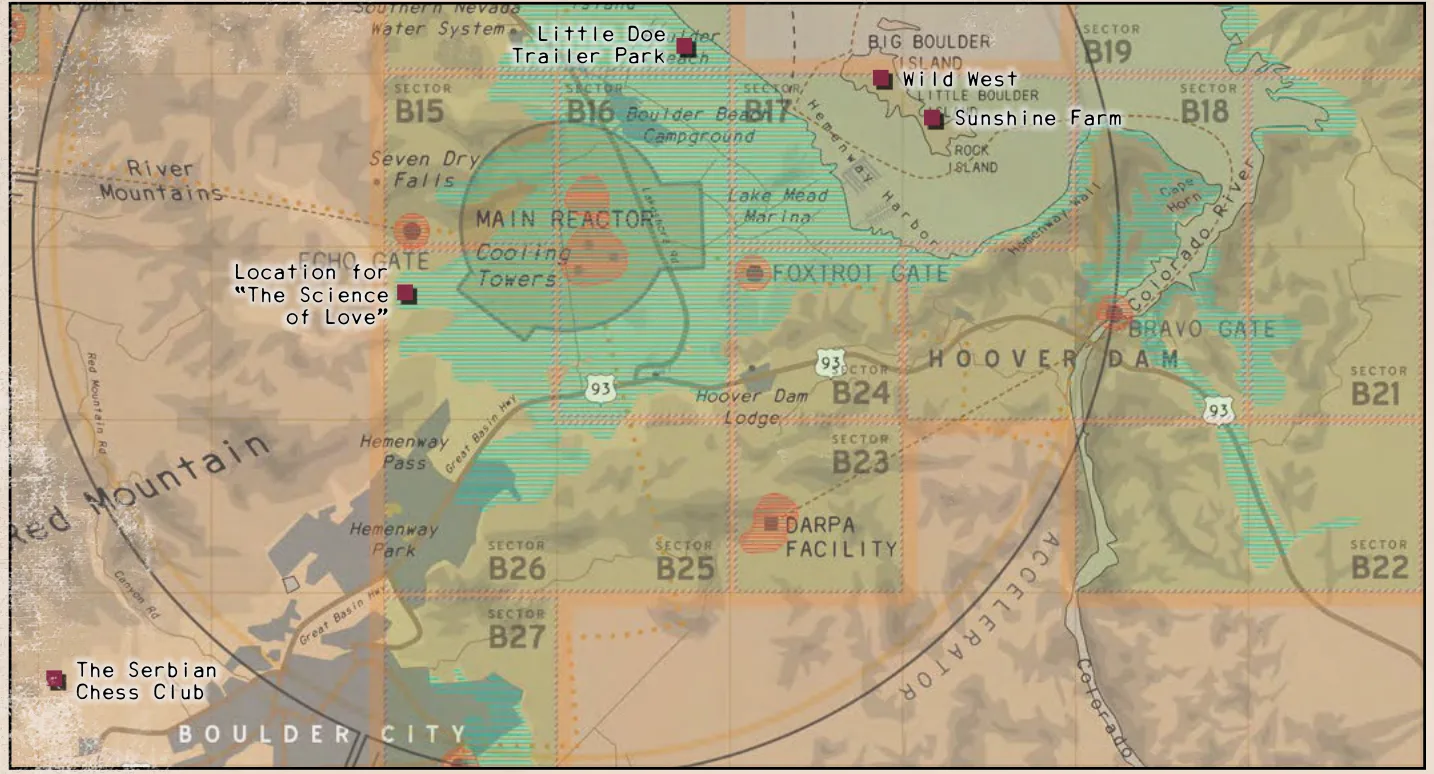 Southern Nevada
Water System
Island
Little Doe
Trailer Park
Boulder
Beach
BIG BOULDER
ISLAND
SECTOR
B19
Wild West
LITTLE BOULDER
Sunshine Farm
ROCK
ISLAND
SECTOR
B15
SECTOR
B16
SECTOR
B17
SECTOR
B18
Boulder Beach
Campground
Hemenway Harbor
Seven Dry
Falls
River
Mountains
MAIN REACTOR
Lakeshore Rd
Lake Mead
Marina
Hemenway Wall
Cape
Horn
Colorado River
ECHO GATE
Cooling
Towers
FOXTROT GATE
Location for
"The Science
of Love"
BRAVO GATE
HOOVER DAM
93
93
93
SECTOR
B24
SECTOR
B21
Hoover Dam
Lodge
Red Mountain Rd
Great Basin Hwy
Hemenway
Pass
SECTOR
B23
Red Mountain
Hemenway
Park
DARPA
FACILITY
SECTOR
B26
SECTOR
B25
SECTOR
B22
ACCELERATOR
Canyon Rd
Great Basin Hwy
SECTOR
B27
The Serbian
Chess Club
Colorado
BOULDER CITY